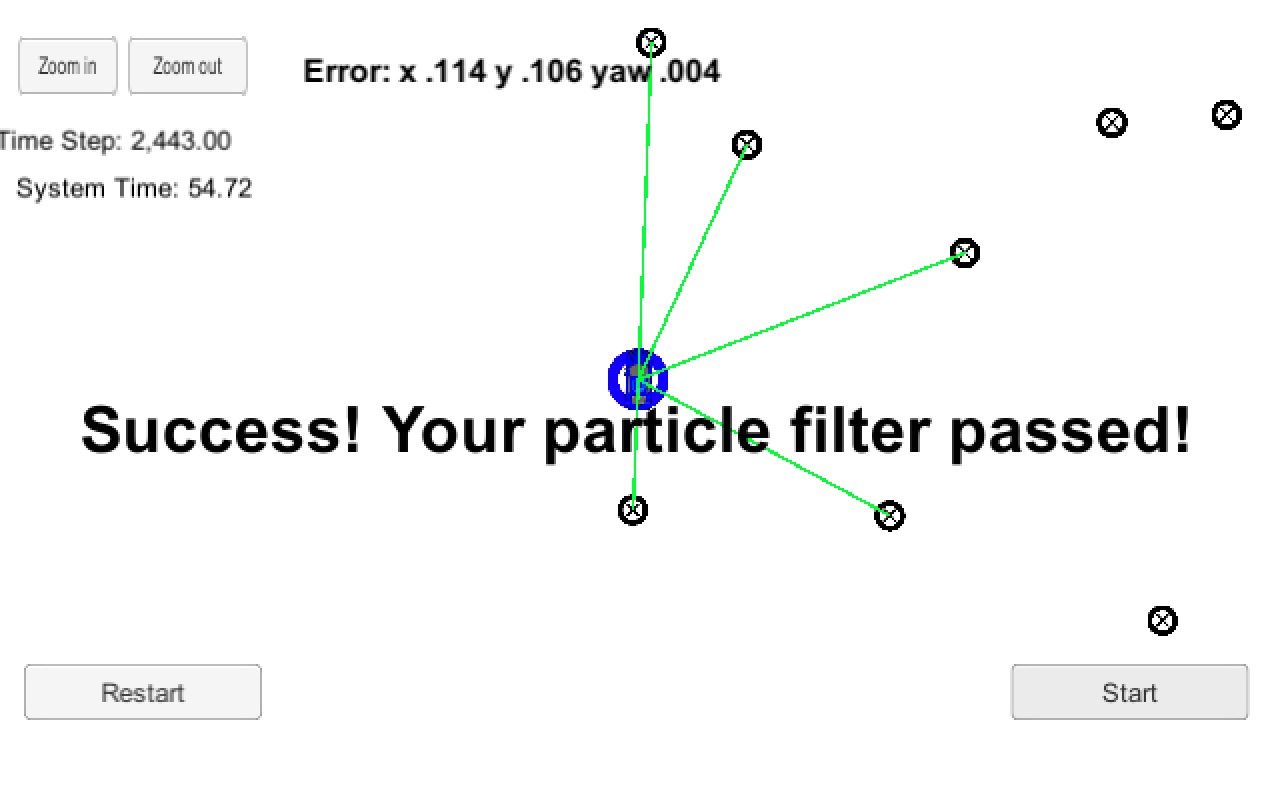 Zoom in
Zoom out
Error: x .114 y .106 yaw .004
Time Step: 2,443.00
System Time: 54.72
Success! Your particle filter passed!
Restart
Start